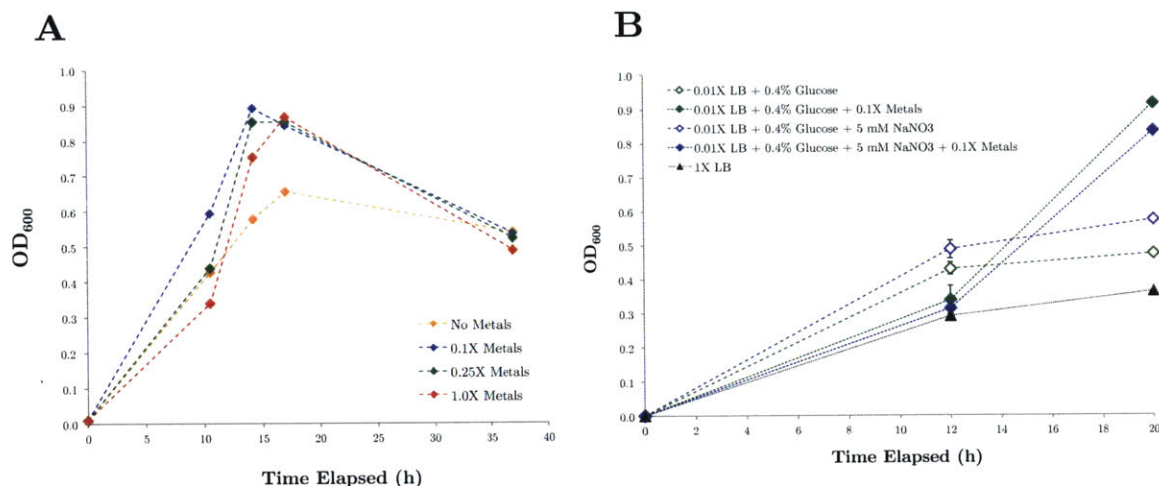 A
1.0
0.9
0.8
0.7
0.6
0.5
0.4
0.3
0.2
0.1
0.0
OD600
0 5 10 15 20 25 30 35 40
Time Elapsed (h)
No Metals
0.1X Metals
0.25X Metals
1.0X Metals
B
1.0
0.9
0.8
0.7
0.6
0.5
0.4
0.3
0.2
0.1
0.0
OD600
0 2 4 6 8 10 12 14 16 18 20
Time Elapsed (h)
0.01X LB + 0.4% Glucose
0.01X LB + 0.4% Glucose + 0.1X Metals
0.01X LB + 0.4% Glucose + 5 mM NaNO3
0.01X LB + 0.4% Glucose + 5 mM NaNO3 + 0.1X Metals
1X LB